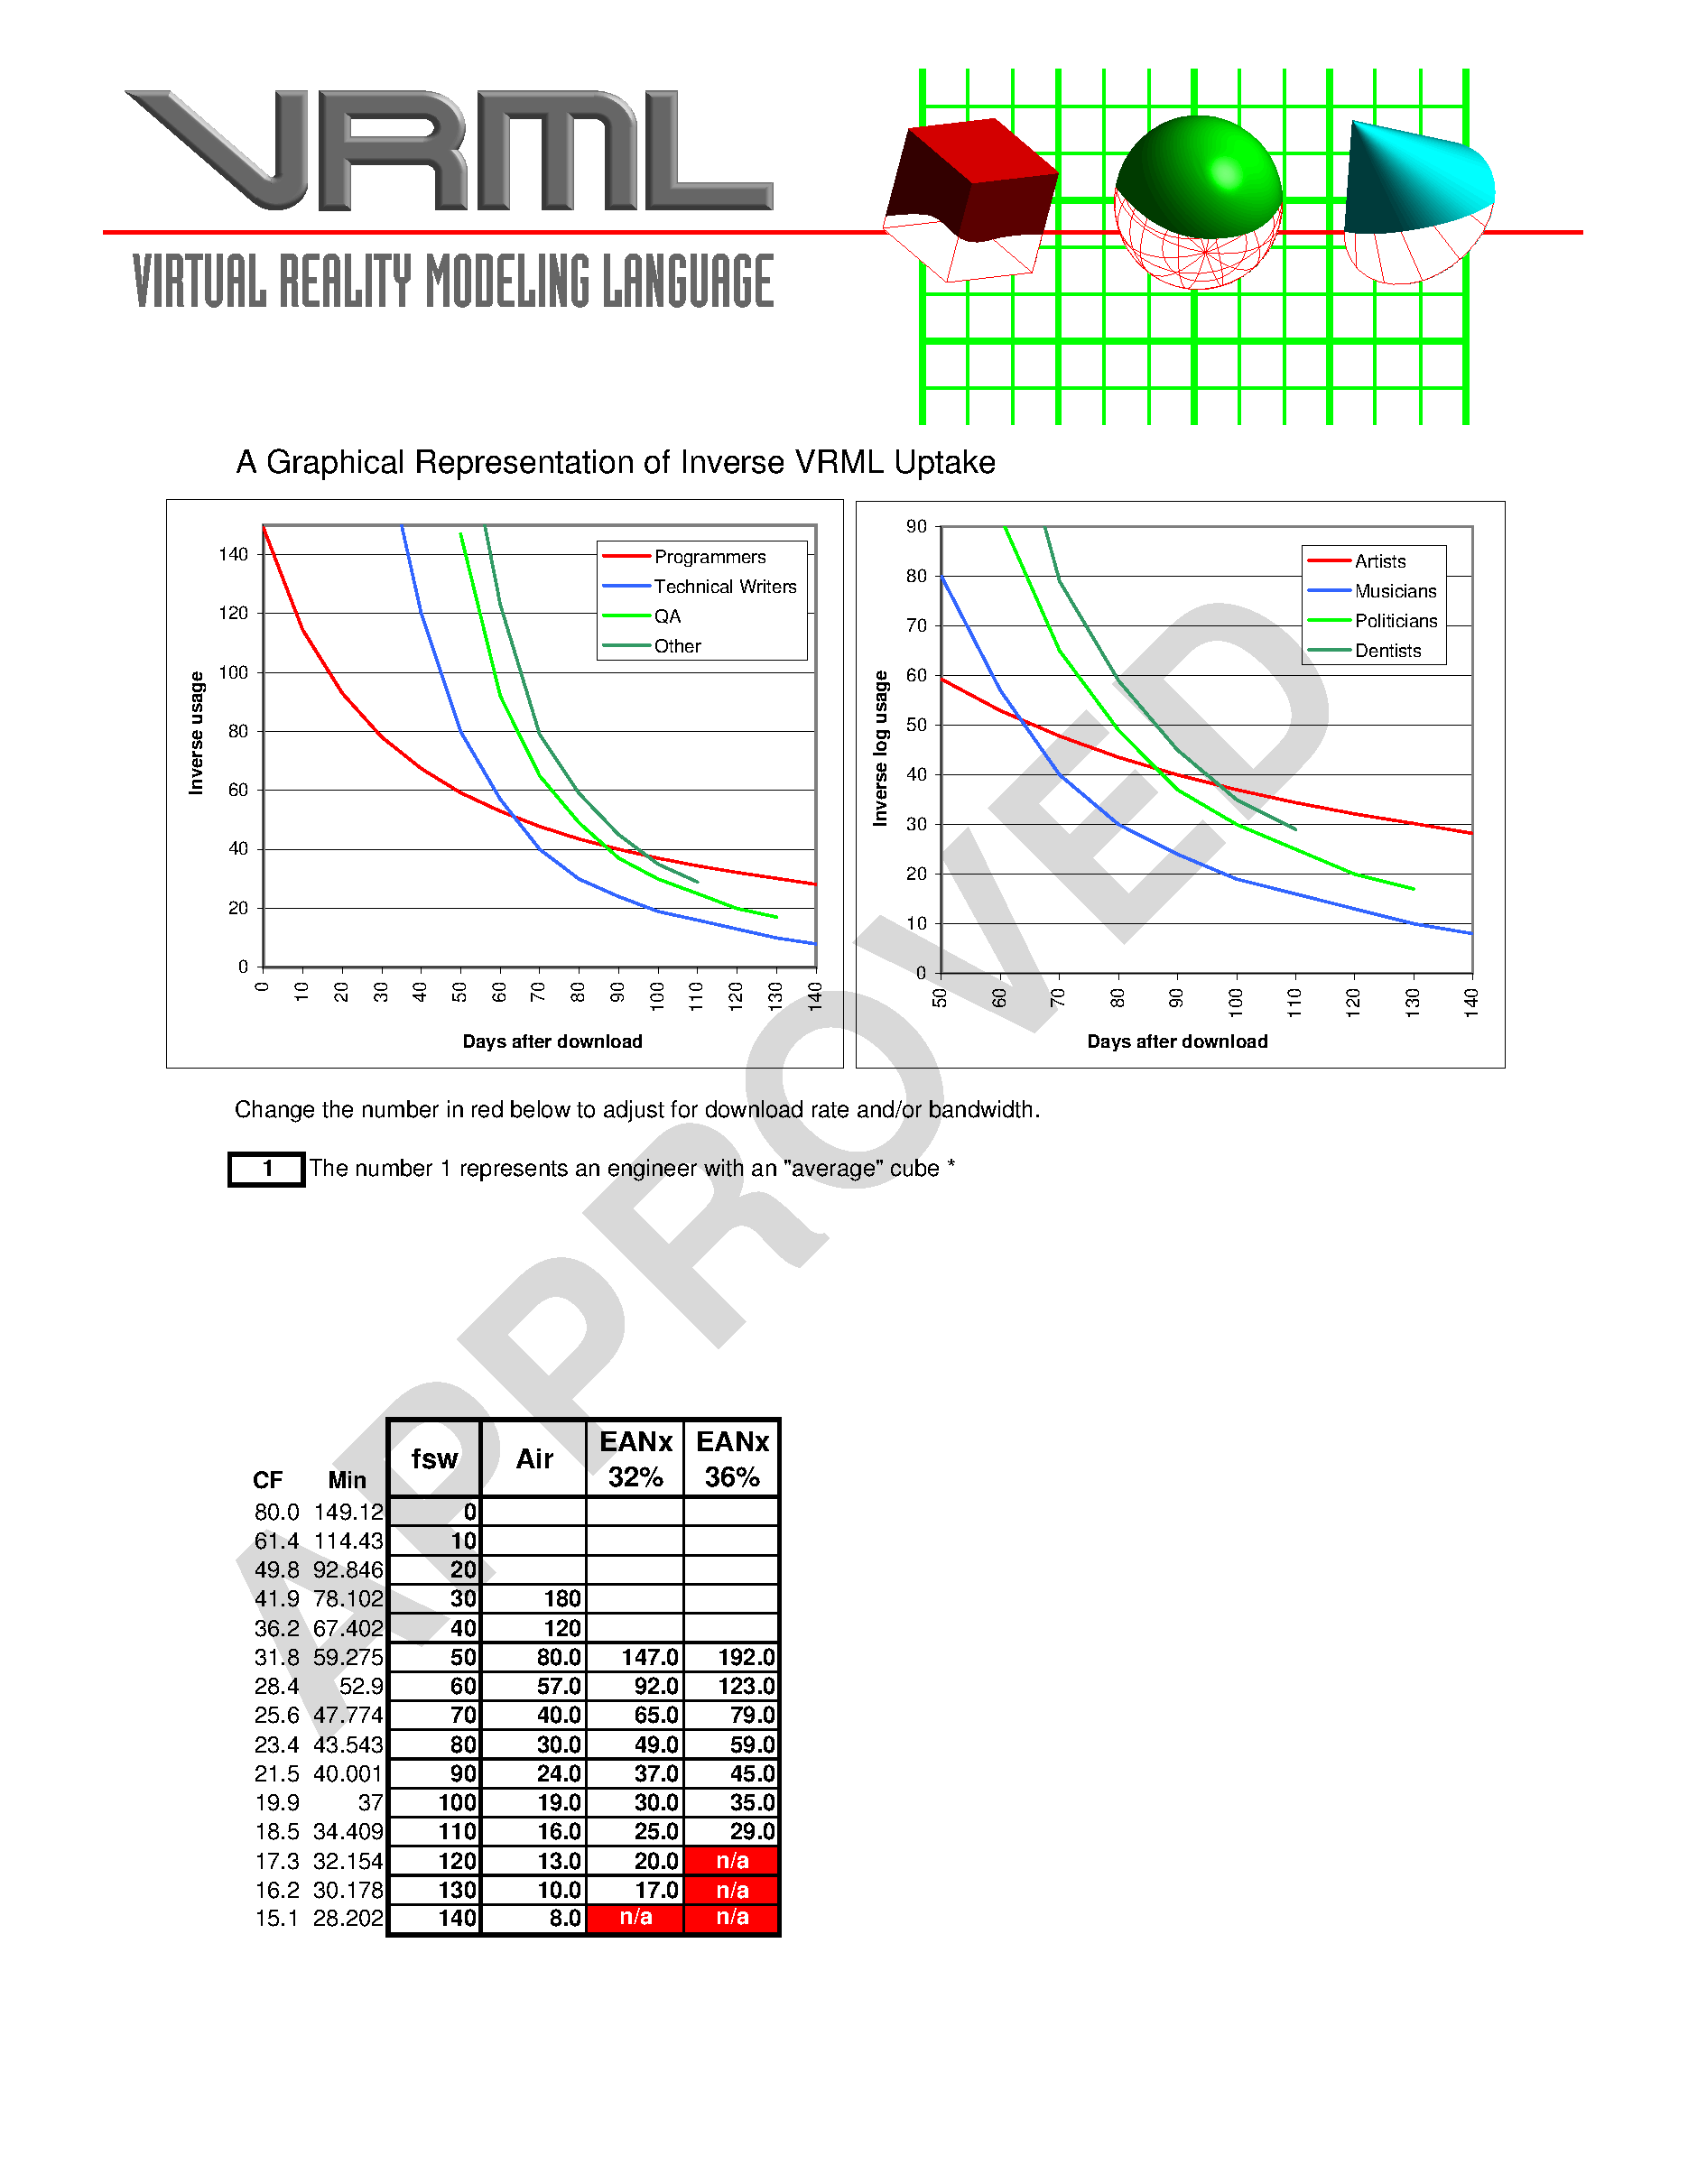 VRML
VIRTUAL REALITY MODELING LANGUAGE
A Graphical Representation of Inverse VRML Uptake
Inverse usage
140
120
100
80
60
40
20
0
0 10 20 30 40 50 60 70 80 90 100 110 120 130 140
Days after download
Programmers
Technical Writers
QA
Other
Inverse log usage
90
80
70
60
50
40
30
20
10
0
50 60 70 80 90 100 110 120 130 140
Days after download
Artists
Musicians
Politicians
Dentists
APPROVED
Change the number in red below to adjust for download rate and/or bandwidth.
1 The number 1 represents an engineer with an "average" cube *
CF Min fsw Air EANx 32% EANx 36%
80.0 149.12 0
61.4 114.43 10
49.8 92.846 20
41.9 78.102 30 180
36.2 67.402 40 120
31.8 59.275 50 80.0 147.0 192.0
28.4 52.9 60 57.0 92.0 123.0
25.6 47.774 70 40.0 65.0 79.0
23.4 43.543 80 30.0 49.0 59.0
21.5 40.001 90 24.0 37.0 45.0
19.9 37 100 19.0 30.0 35.0
18.5 34.409 110 16.0 25.0 29.0
17.3 32.154 120 13.0 20.0 n/a
16.2 30.178 130 10.0 17.0 n/a
15.1 28.202 140 8.0 n/a n/a